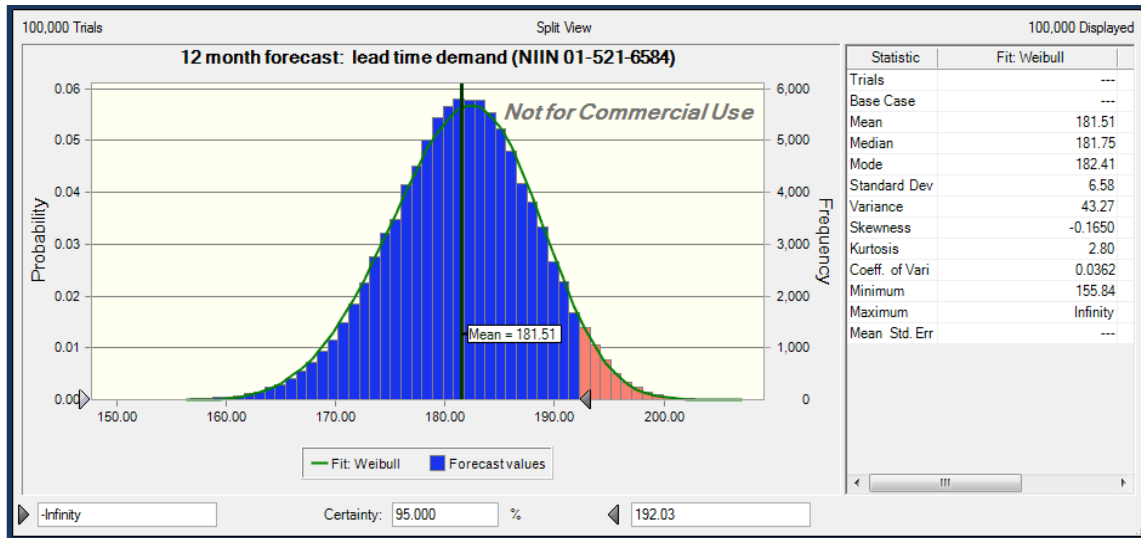 100,000 Trials Split View 100,000 Displayed
12 month forecast: lead time demand (NIIN 01-521-6584)
Not for Commercial Use
Probability
0.06
0.05
0.04
0.03
0.02
0.01
0.00
Mean = 181.51
6,000
5,000
4,000
3,000
2,000
1,000
0
Frequency
150.00 160.00 170.00 180.00 190.00 200.00
Fit: Weibull Forecast values
Statistic Fit: Weibull
Trials ---
Base Case ---
Mean 181.51
Median 181.75
Mode 182.41
Standard Dev 6.58
Variance 43.27
Skewness -0.1650
Kurtosis 2.80
Coeff. of Vari 0.0362
Minimum 155.84
Maximum Infinity
Mean Std. Err ---
-Infinity Certainty: 95.000 % 192.03